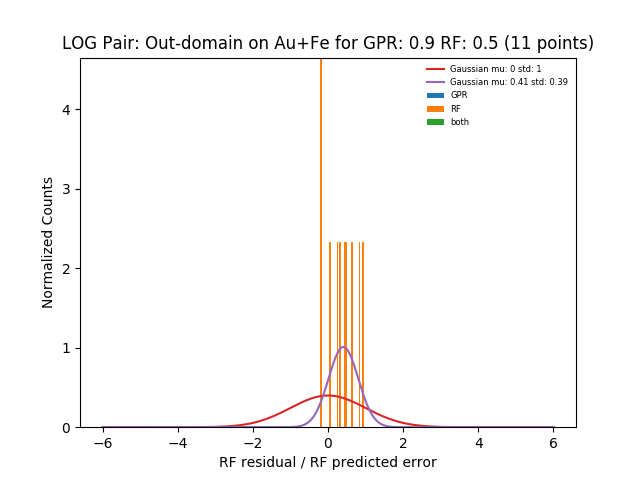 LOG Pair: Out-domain on Au+Fe for GPR: 0.9 RF: 0.5 (11 points)
Gaussian mu: 0 std: 1
Gaussian mu: 0.41 std: 0.39
GPR
RF
both
Normalized Counts
4
3
2
1
0
−6 −4 −2 0 2 4 6
RF residual / RF predicted error